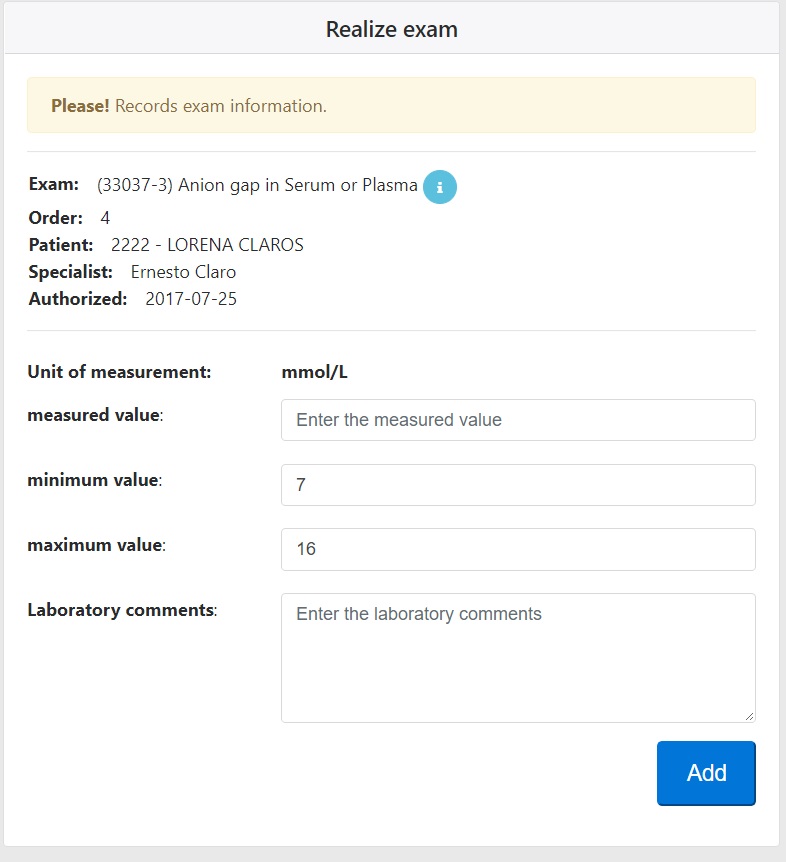 Realize exam
Please! Records exam information.
Exam: (33037-3) Anion gap in Serum or Plasma i
Order: 4
Patient: 2222 - LORENA CLAROS
Specialist: Ernesto Claro
Authorized: 2017-07-25
Unit of measurement: mmol/L
measured value: Enter the measured value
minimum value: 7
maximum value: 16
Laboratory comments: Enter the laboratory comments
Add